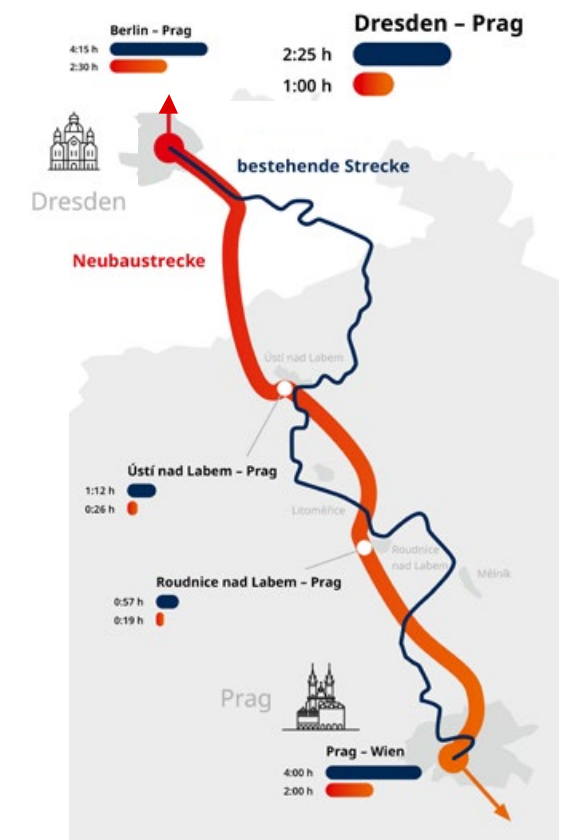 Berlin – Prag
4:15 h
2:30 h
Dresden – Prag
2:25 h
1:00 h
bestehende Strecke
Dresden
Neubaustrecke
Ústí nad Labem
Ústí nad Labem – Prag
1:12 h
0:26 h
Litoměřice
Roudnice
nad Labem
Mělník
Roudnice nad Labem – Prag
0:57 h
0:19 h
Prag
Prag – Wien
4:00 h
2:00 h